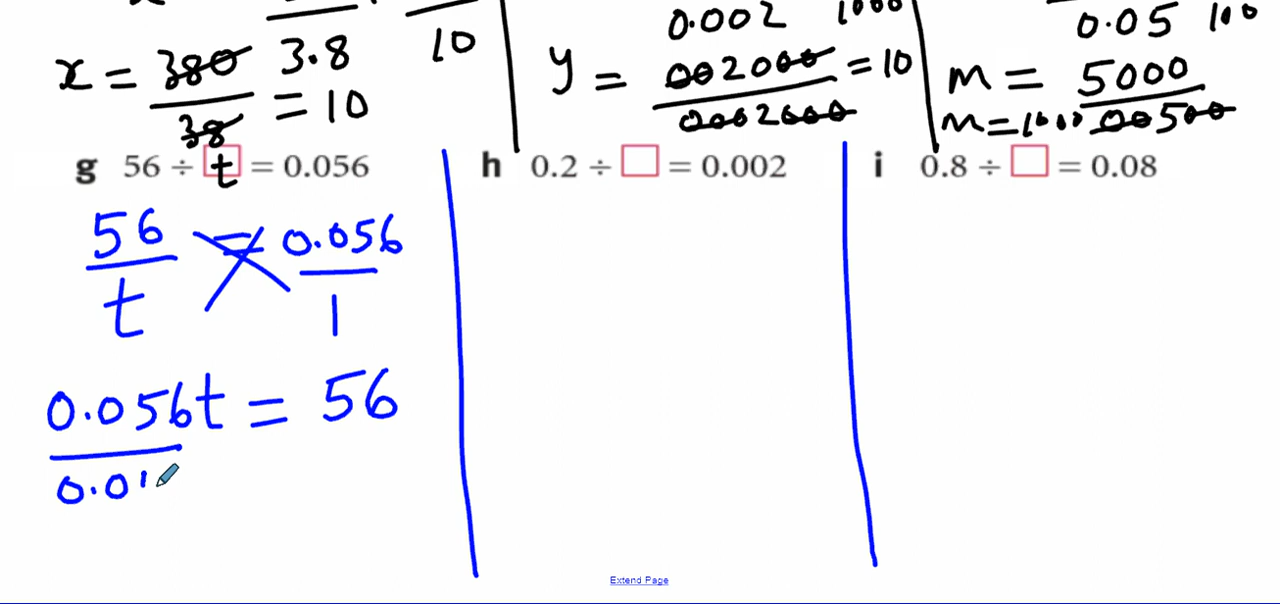 0.002 1000
0.05 100
x = 380 3.8 10
38 = 10
y = 002000 = 10
0002000
m = 5000
m = 1000 00500
g 56 ÷ t = 0.056
h 0.2 ÷ □ = 0.002
i 0.8 ÷ □ = 0.08
56 = 0.056
t 1
0.056t = 56
Extend Page